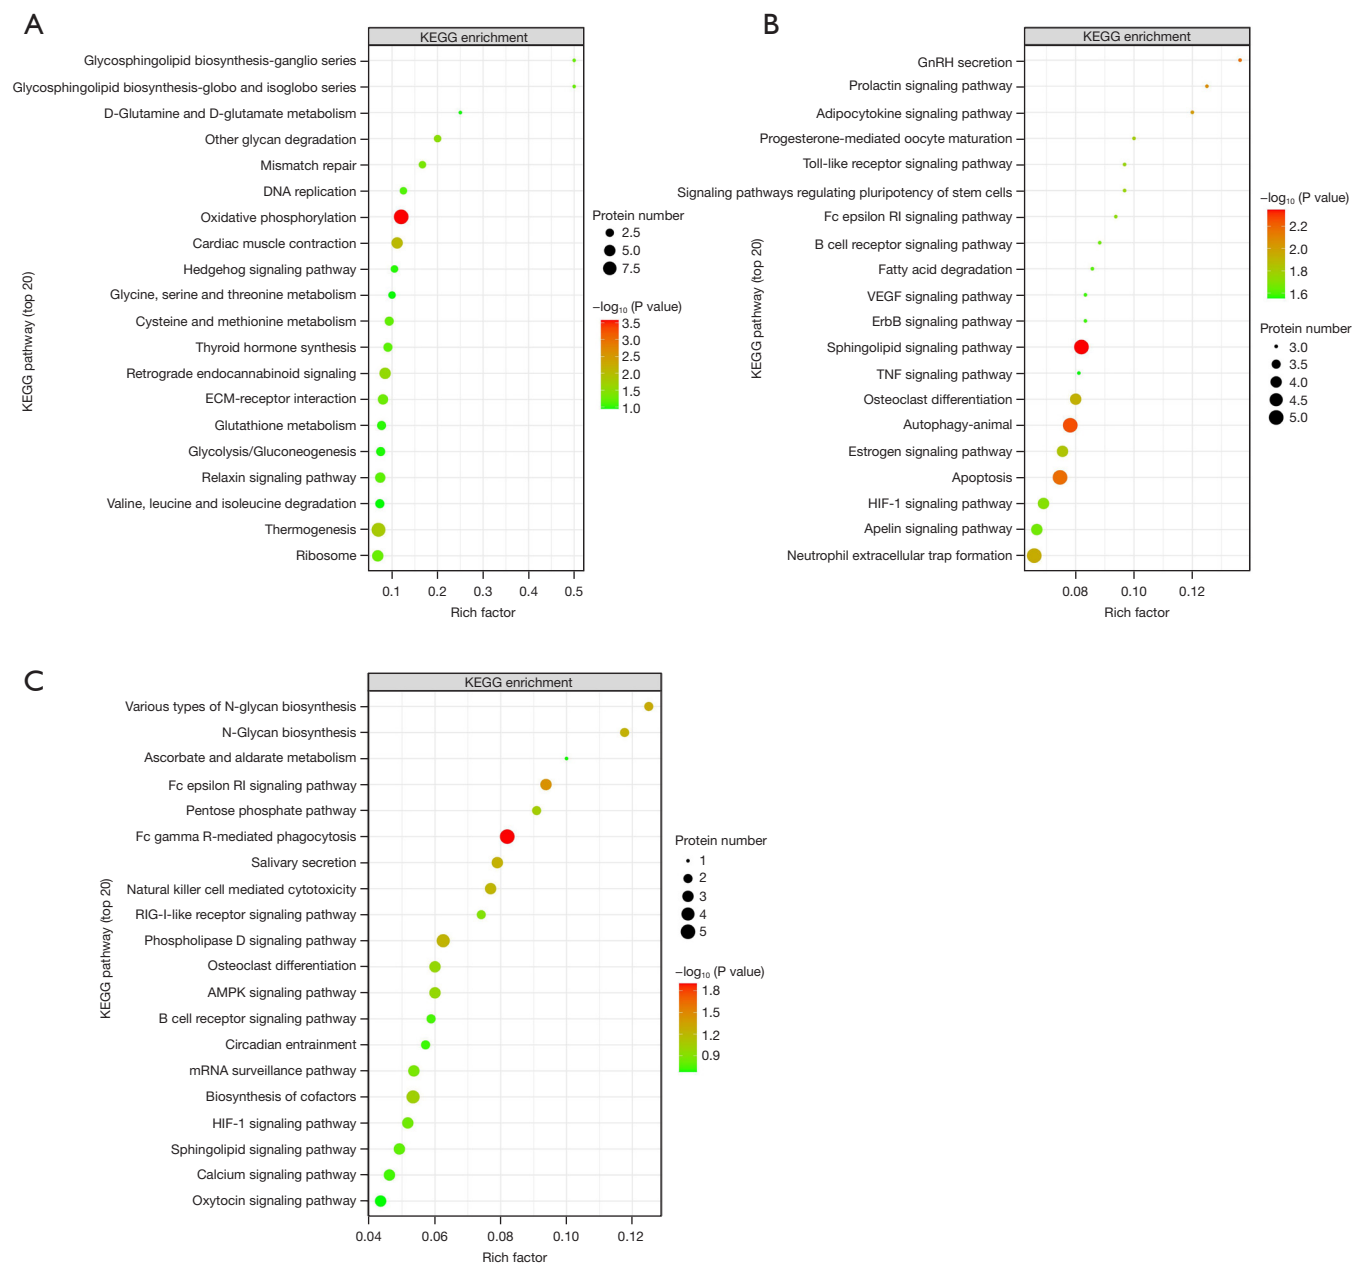 A
KEGG enrichment
Glycosphingolipid biosynthesis-ganglio series
Glycosphingolipid biosynthesis-globo and isoglobo series
D-Glutamine and D-glutamate metabolism
Other glycan degradation
Mismatch repair
DNA replication
Oxidative phosphorylation
Cardiac muscle contraction
Hedgehog signaling pathway
Glycine, serine and threonine metabolism
Cysteine and methionine metabolism
Thyroid hormone synthesis
Retrograde endocannabinoid signaling
ECM-receptor interaction
Glutathione metabolism
Glycolysis/Gluconeogenesis
Relaxin signaling pathway
Valine, leucine and isoleucine degradation
Thermogenesis
Ribosome
KEGG pathway (top 20)
0.1 0.2 0.3 0.4 0.5
Rich factor
Protein number
2.5
5.0
7.5
−log₁₀ (P value)
3.5
3.0
2.5
2.0
1.5
1.0
B
KEGG enrichment
GnRH secretion
Prolactin signaling pathway
Adipocytokine signaling pathway
Progesterone-mediated oocyte maturation
Toll-like receptor signaling pathway
Signaling pathways regulating pluripotency of stem cells
Fc epsilon RI signaling pathway
B cell receptor signaling pathway
Fatty acid degradation
VEGF signaling pathway
ErbB signaling pathway
Sphingolipid signaling pathway
TNF signaling pathway
Osteoclast differentiation
Autophagy-animal
Estrogen signaling pathway
Apoptosis
HIF-1 signaling pathway
Apelin signaling pathway
Neutrophil extracellular trap formation
KEGG pathway (top 20)
0.08 0.10 0.12
Rich factor
−log₁₀ (P value)
2.2
2.0
1.8
1.6
Protein number
3.0
3.5
4.0
4.5
5.0
C
KEGG enrichment
Various types of N-glycan biosynthesis
N-Glycan biosynthesis
Ascorbate and aldarate metabolism
Fc epsilon RI signaling pathway
Pentose phosphate pathway
Fc gamma R-mediated phagocytosis
Salivary secretion
Natural killer cell mediated cytotoxicity
RIG-I-like receptor signaling pathway
Phospholipase D signaling pathway
Osteoclast differentiation
AMPK signaling pathway
B cell receptor signaling pathway
Circadian entrainment
mRNA surveillance pathway
Biosynthesis of cofactors
HIF-1 signaling pathway
Sphingolipid signaling pathway
Calcium signaling pathway
Oxytocin signaling pathway
KEGG pathway (top 20)
0.04 0.06 0.08 0.10 0.12
Rich factor
Protein number
1
2
3
4
5
−log₁₀ (P value)
1.8
1.5
1.2
0.9